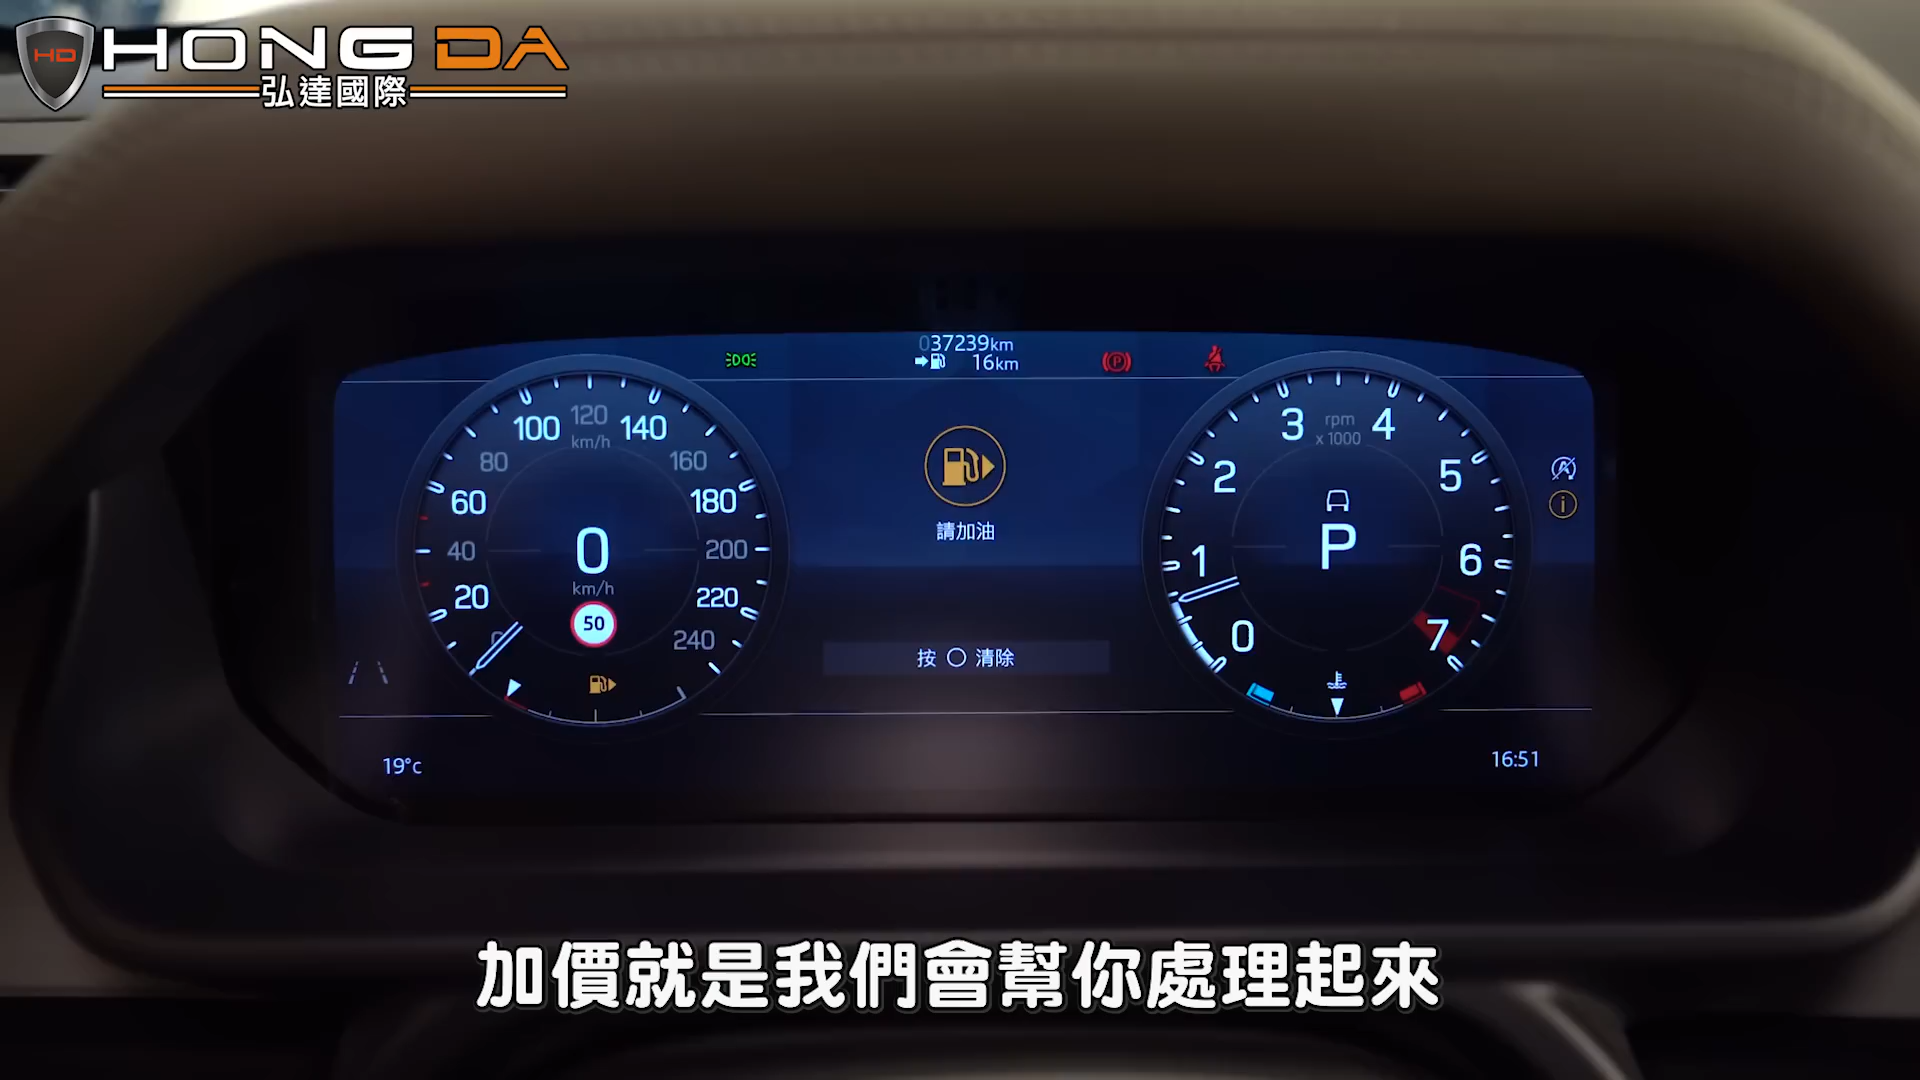 HD
HONG DA
弘達國際
037239km
16km
100 120 140
km/h
80 160
60 180
40 200
20 220
0 240
0
km/h
50
請加油
按 ○ 清除
3 rpm 4
x 1000
2 5
1 6
0 7
P
i
19°c
16:51
加價就是我們會幫你處理起來